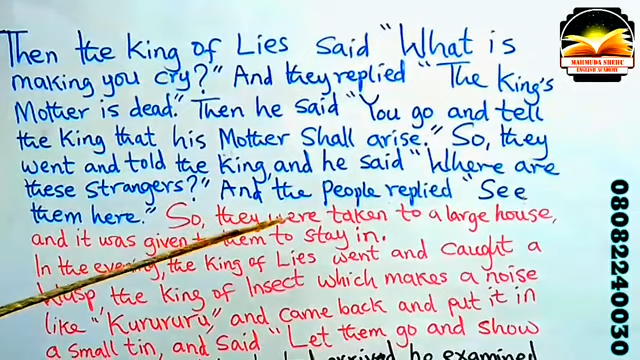 Then the King of Lies said "What is
making you cry?" And they replied "The King's
Mother is dead." Then he said "You go and tell
the King that his Mother Shall arise." So, they
went and told the King, and he said "Where are
these strangers?" And the People replied "See
them here." So, they were taken to a large house,
and it was given to them to stay in.
In the evening, the King of Lies went and caught a
Wasp the King of Insect which makes a noise
like "Kurururu," and came back and put it in
a small tin, and said "Let them go and show
arrived he examined
MAHMUDA SHEHU
ENGLISH ACADEMY
08082240030